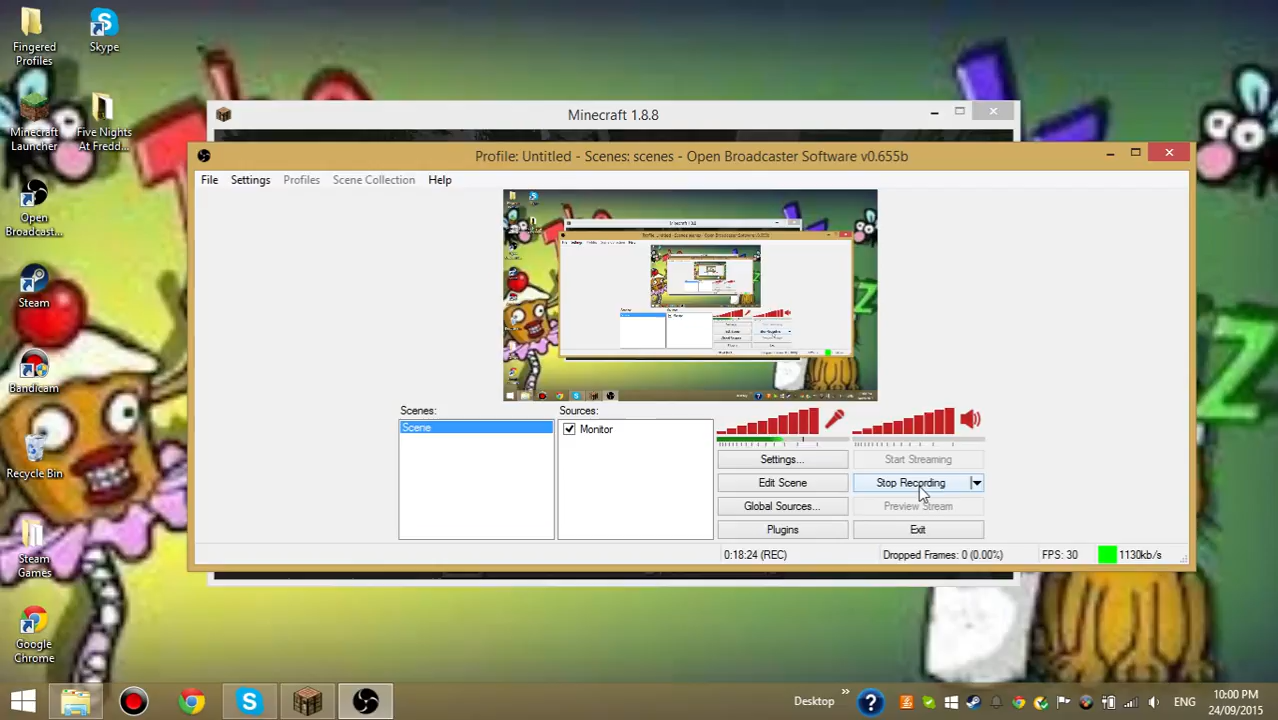 Fingered
Profiles
Skype
Minecraft
Launcher
Five Nights
At Fredd...
Open
Broadcast...
Steam
Bandicam
Recycle Bin
Steam
Games
Google
Chrome
Minecraft 1.8.8
Profile: Untitled - Scenes: scenes - Open Broadcaster Software v0.655b
File Settings Profiles Scene Collection Help
Scenes:
Scene
Sources:
Monitor
Settings...
Start Streaming
Edit Scene
Stop Recording
Global Sources...
Preview Stream
Plugins
Exit
0:18:24 (REC)
Dropped Frames: 0 (0.00%)
FPS: 30
1130kb/s
Z
Desktop
ENG
10:00 PM
24/09/2015